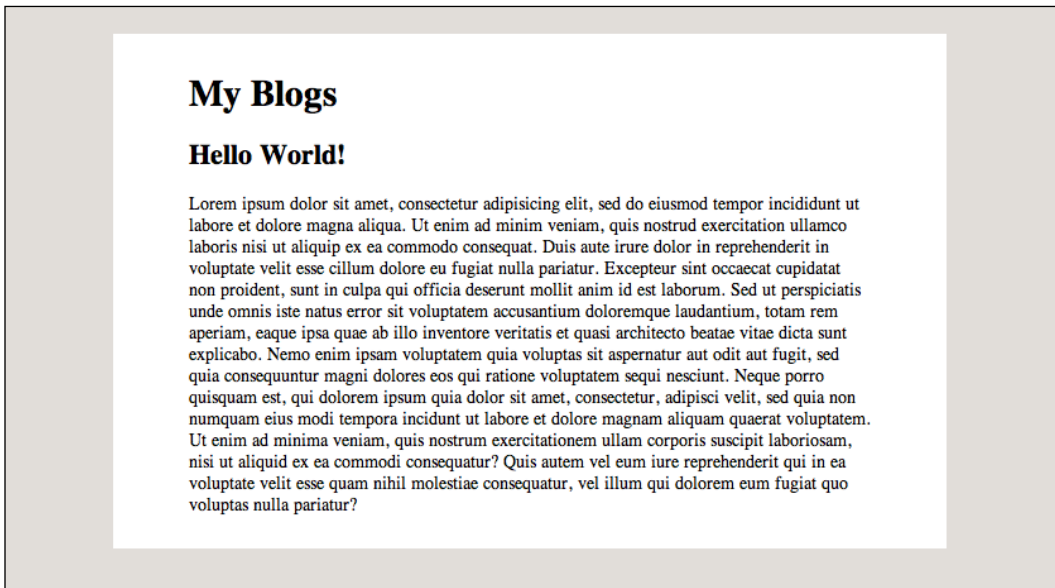 My Blogs
Hello World!
Lorem ipsum dolor sit amet, consectetur adipisicing elit, sed do eiusmod tempor incididunt ut
labore et dolore magna aliqua. Ut enim ad minim veniam, quis nostrud exercitation ullamco
laboris nisi ut aliquip ex ea commodo consequat. Duis aute irure dolor in reprehenderit in
voluptate velit esse cillum dolore eu fugiat nulla pariatur. Excepteur sint occaecat cupidatat
non proident, sunt in culpa qui officia deserunt mollit anim id est laborum. Sed ut perspiciatis
unde omnis iste natus error sit voluptatem accusantium doloremque laudantium, totam rem
aperiam, eaque ipsa quae ab illo inventore veritatis et quasi architecto beatae vitae dicta sunt
explicabo. Nemo enim ipsam voluptatem quia voluptas sit aspernatur aut odit aut fugit, sed
quia consequuntur magni dolores eos qui ratione voluptatem sequi nesciunt. Neque porro
quisquam est, qui dolorem ipsum quia dolor sit amet, consectetur, adipisci velit, sed quia non
numquam eius modi tempora incidunt ut labore et dolore magnam aliquam quaerat voluptatem.
Ut enim ad minima veniam, quis nostrum exercitationem ullam corporis suscipit laboriosam,
nisi ut aliquid ex ea commodi consequatur? Quis autem vel eum iure reprehenderit qui in ea
voluptate velit esse quam nihil molestiae consequatur, vel illum qui dolorem eum fugiat quo
voluptas nulla pariatur?